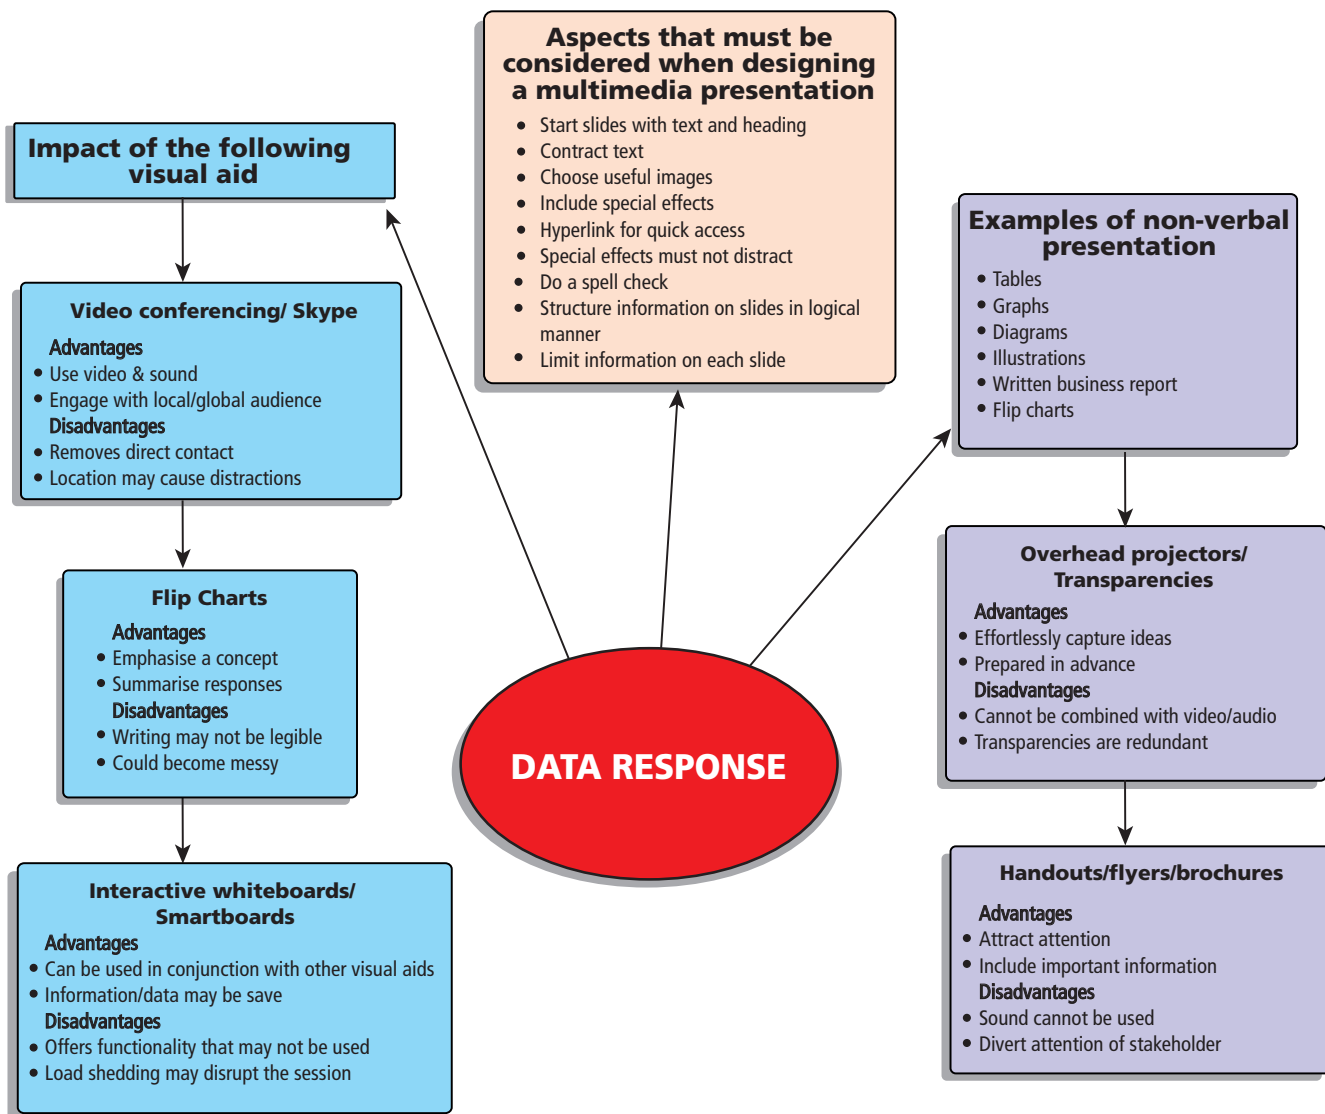 Impact of the following
visual aid
Video conferencing/ Skype
Advantages
• Use video & sound
• Engage with local/global audience
Disadvantages
• Removes direct contact
• Location may cause distractions
Flip Charts
Advantages
• Emphasise a concept
• Summarise responses
Disadvantages
• Writing may not be legible
• Could become messy
Interactive whiteboards/
Smartboards
Advantages
• Can be used in conjunction with other visual aids
• Information/data may be save
Disadvantages
• Offers functionality that may not be used
• Load shedding may disrupt the session
Aspects that must be
considered when designing
a multimedia presentation
• Start slides with text and heading
• Contract text
• Choose useful images
• Include special effects
• Hyperlink for quick access
• Special effects must not distract
• Do a spell check
• Structure information on slides in logical
manner
• Limit information on each slide
DATA RESPONSE
Examples of non-verbal
presentation
• Tables
• Graphs
• Diagrams
• Illustrations
• Written business report
• Flip charts
Overhead projectors/
Transparencies
Advantages
• Effortlessly capture ideas
• Prepared in advance
Disadvantages
• Cannot be combined with video/audio
• Transparencies are redundant
Handouts/flyers/brochures
Advantages
• Attract attention
• Include important information
Disadvantages
• Sound cannot be used
• Divert attention of stakeholder